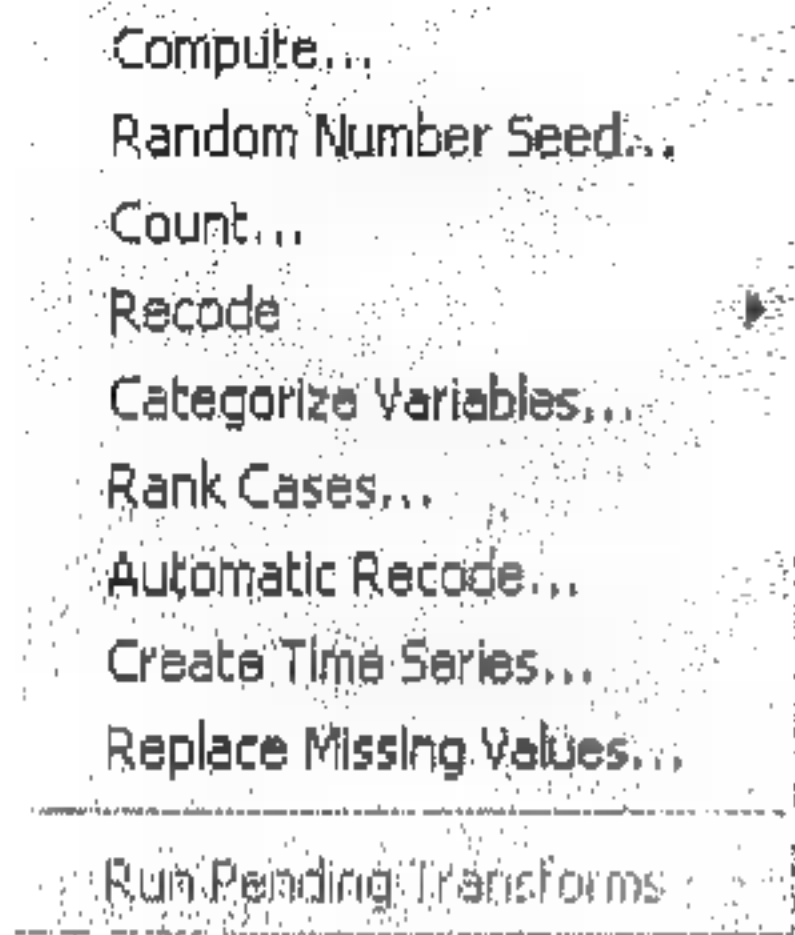 Compute...
Random Number Seed...
Count...
Recode
Categorize Variables...
Rank Cases...
Automatic Recode...
Create Time Series...
Replace Missing Values...
Run Pending Transforms